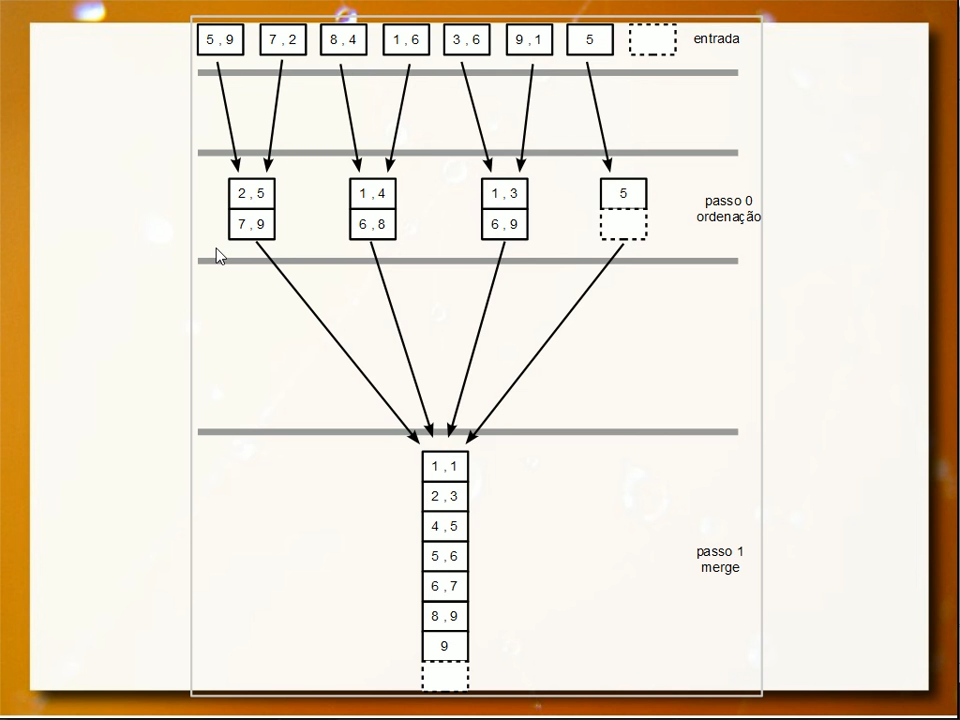 5 , 9 7 , 2 8 , 4 1 , 6 3 , 6 9 , 1 5 entrada
2 , 5 1 , 4 1 , 3 5
7 , 9 6 , 8 6 , 9
passo 0
ordenação
1 , 1
2 , 3
4 , 5
5 , 6
6 , 7
8 , 9
9
passo 1
merge